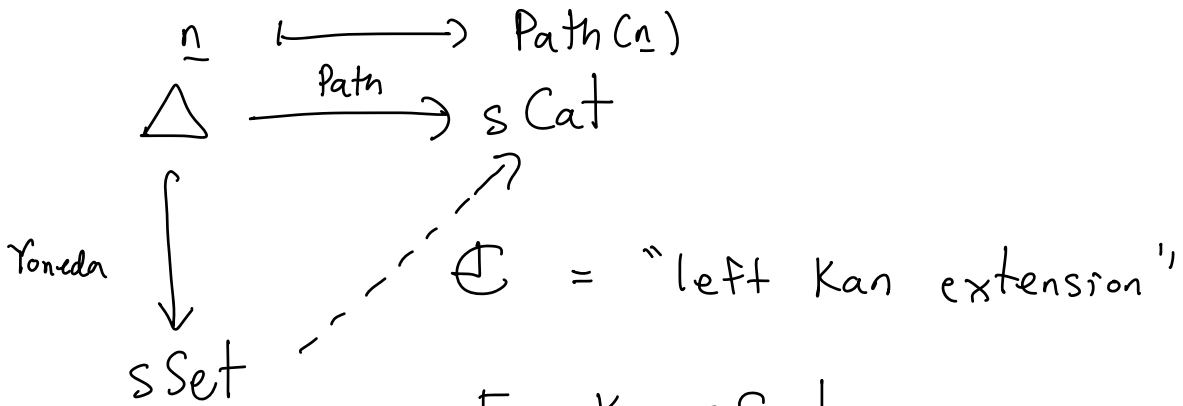 n ⟼ Path(n)
Path
Δ → sCat
Yoneda
ℭ = "left Kan extension"
sSet